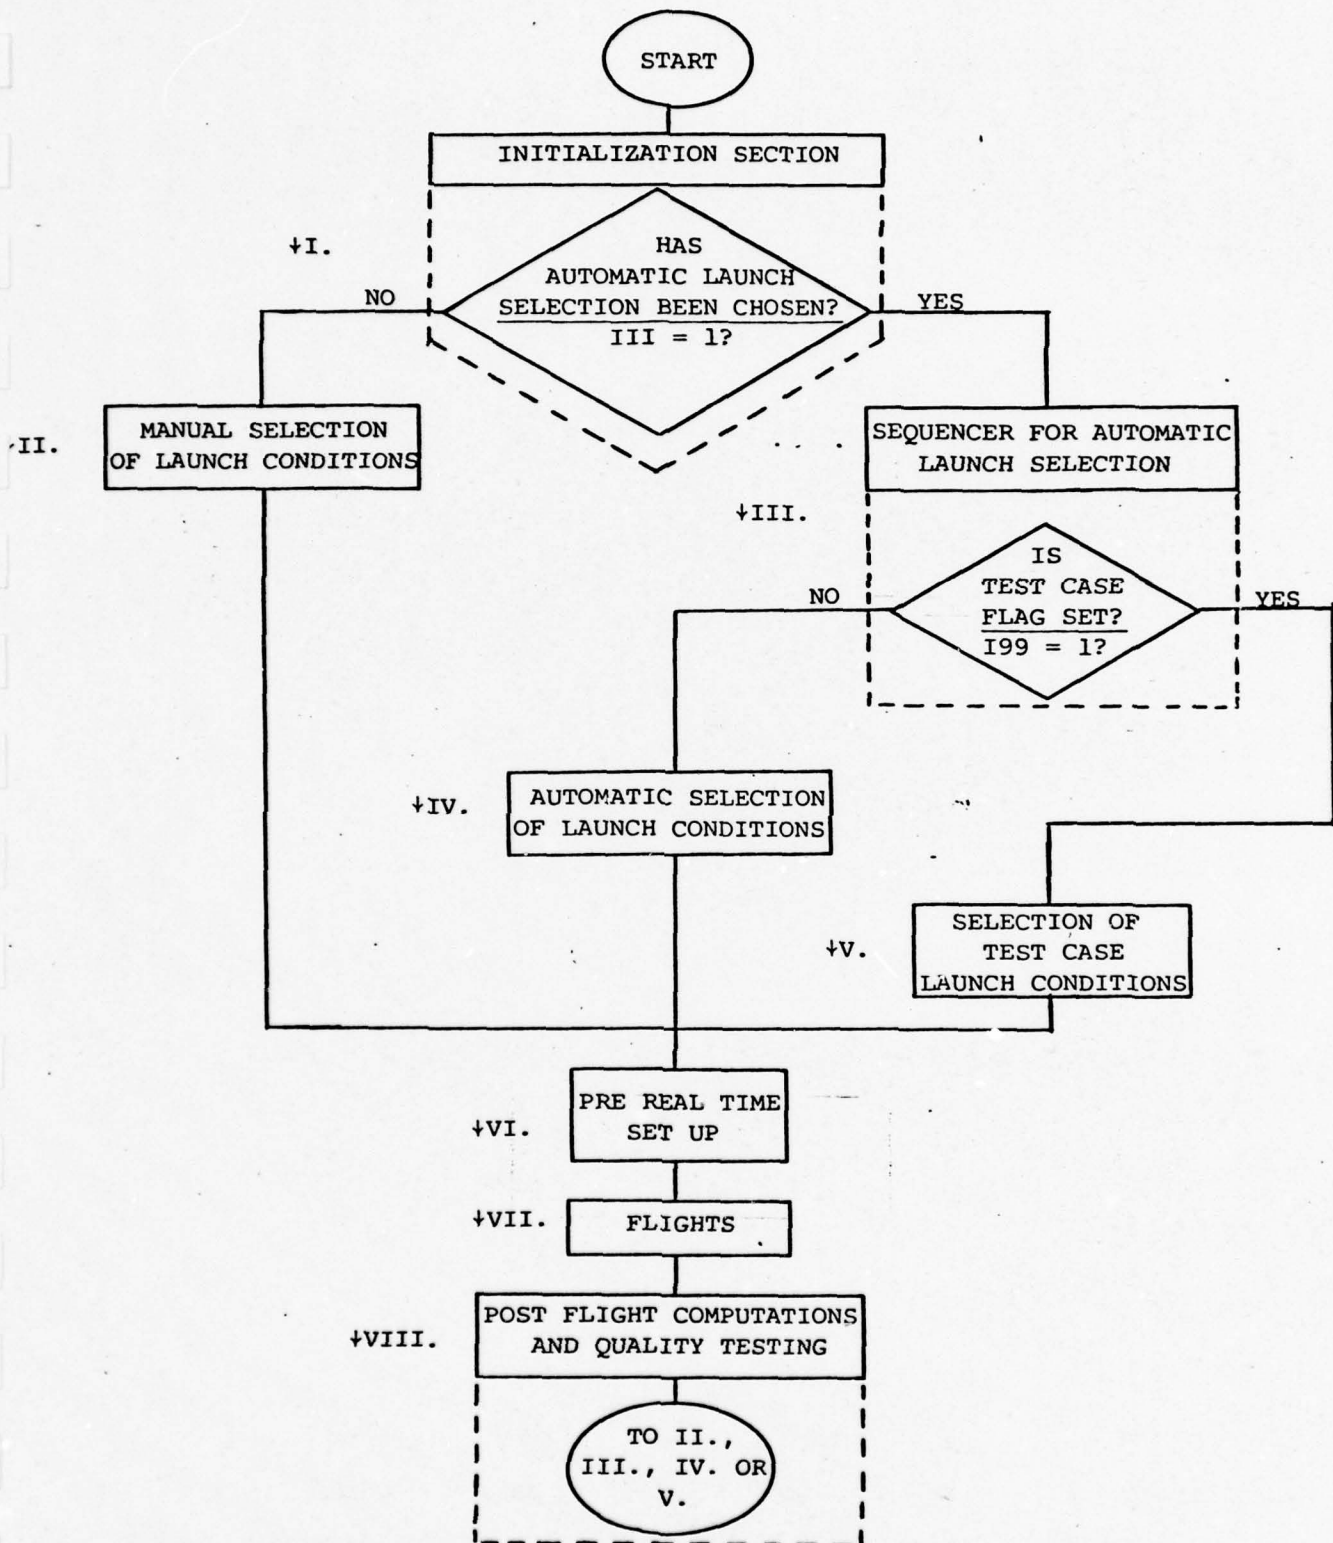 START
INITIALIZATION SECTION
↓I.
HAS
AUTOMATIC LAUNCH
SELECTION BEEN CHOSEN?
III = 1?
NO
YES
II.
MANUAL SELECTION
OF LAUNCH CONDITIONS
SEQUENCER FOR AUTOMATIC
LAUNCH SELECTION
↓III.
IS
TEST CASE
FLAG SET?
I99 = 1?
NO
YES
↓IV.
AUTOMATIC SELECTION
OF LAUNCH CONDITIONS
↓V.
SELECTION OF
TEST CASE
LAUNCH CONDITIONS
↓VI.
PRE REAL TIME
SET UP
↓VII.
FLIGHTS
↓VIII.
POST FLIGHT COMPUTATIONS
AND QUALITY TESTING
TO II.,
III., IV. OR
V.